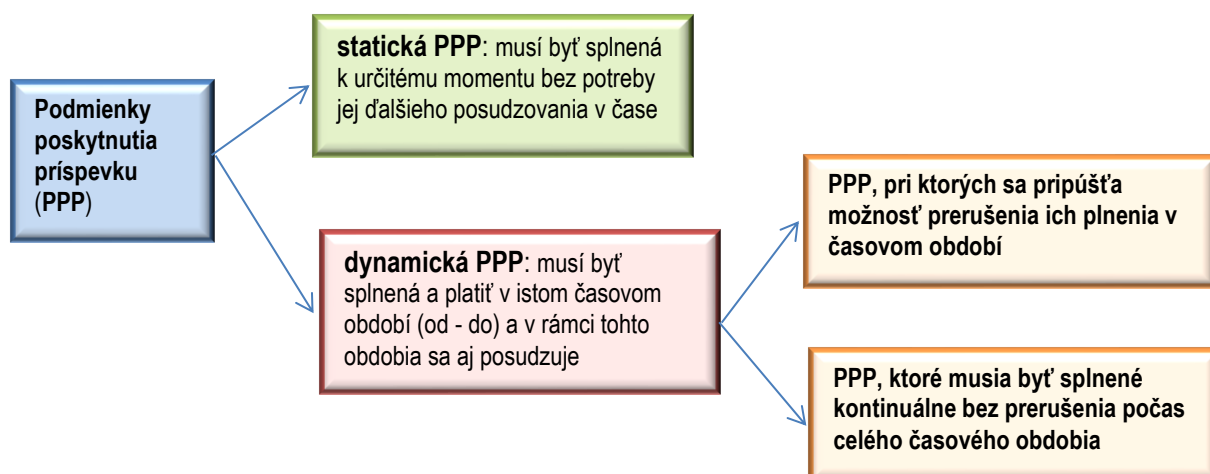 Podmienky
poskytnutia
príspevku
(PPP)
statická PPP: musí byť splnená
k určitému momentu bez potreby
jej ďalšieho posudzovania v čase
dynamická PPP: musí byť
splnená a platiť v istom časovom
období (od - do) a v rámci tohto
obdobia sa aj posudzuje
PPP, pri ktorých sa pripúšťa
možnosť prerušenia ich plnenia v
časovom období
PPP, ktoré musia byť splnené
kontinuálne bez prerušenia počas
celého časového obdobia